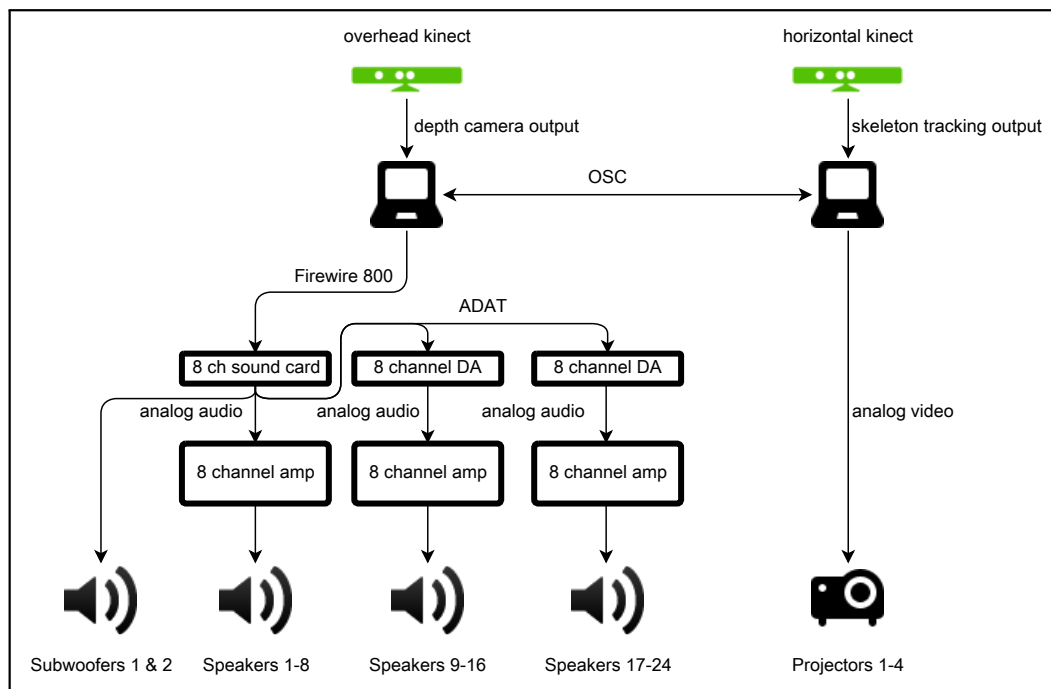 overhead kinect
horizontal kinect
depth camera output
skeleton tracking output
OSC
Firewire 800
ADAT
8 ch sound card
8 channel DA
8 channel DA
analog audio
analog audio
analog audio
analog video
8 channel amp
8 channel amp
8 channel amp
Subwoofers 1 & 2
Speakers 1-8
Speakers 9-16
Speakers 17-24
Projectors 1-4